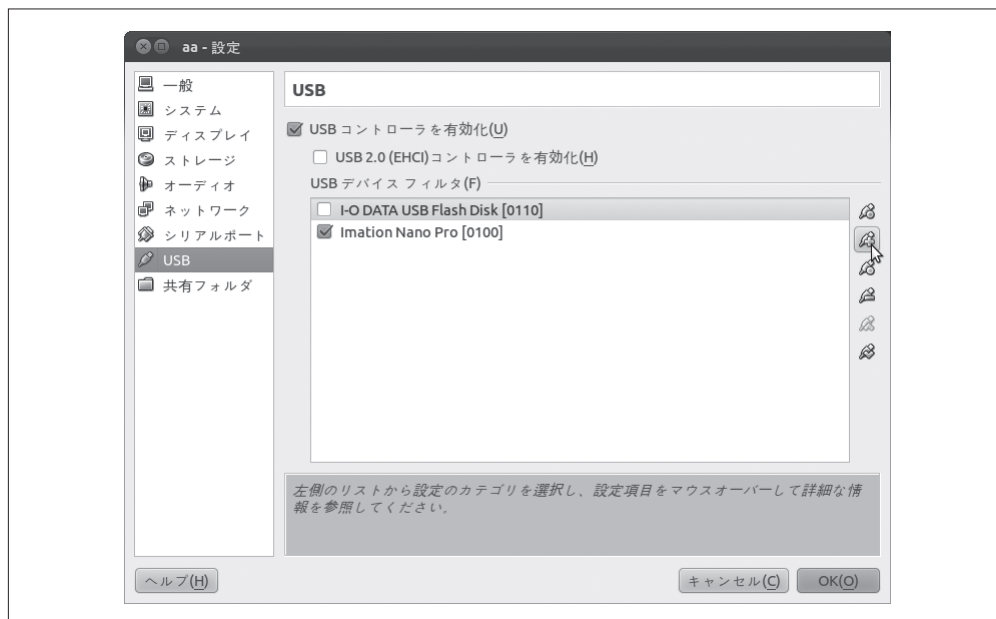 aa - 設定
一般
システム
ディスプレイ
ストレージ
オーディオ
ネットワーク
シリアルポート
USB
共有フォルダ
USB
USB コントローラを有効化(U)
USB 2.0 (EHCI)コントローラを有効化(H)
USB デバイス フィルタ(F)
I-O DATA USB Flash Disk [0110]
Imation Nano Pro [0100]
左側のリストから設定のカテゴリを選択し、設定項目をマウスオーバーして詳細な情
報を参照してください。
ヘルプ(H)
キャンセル(C)
OK(O)